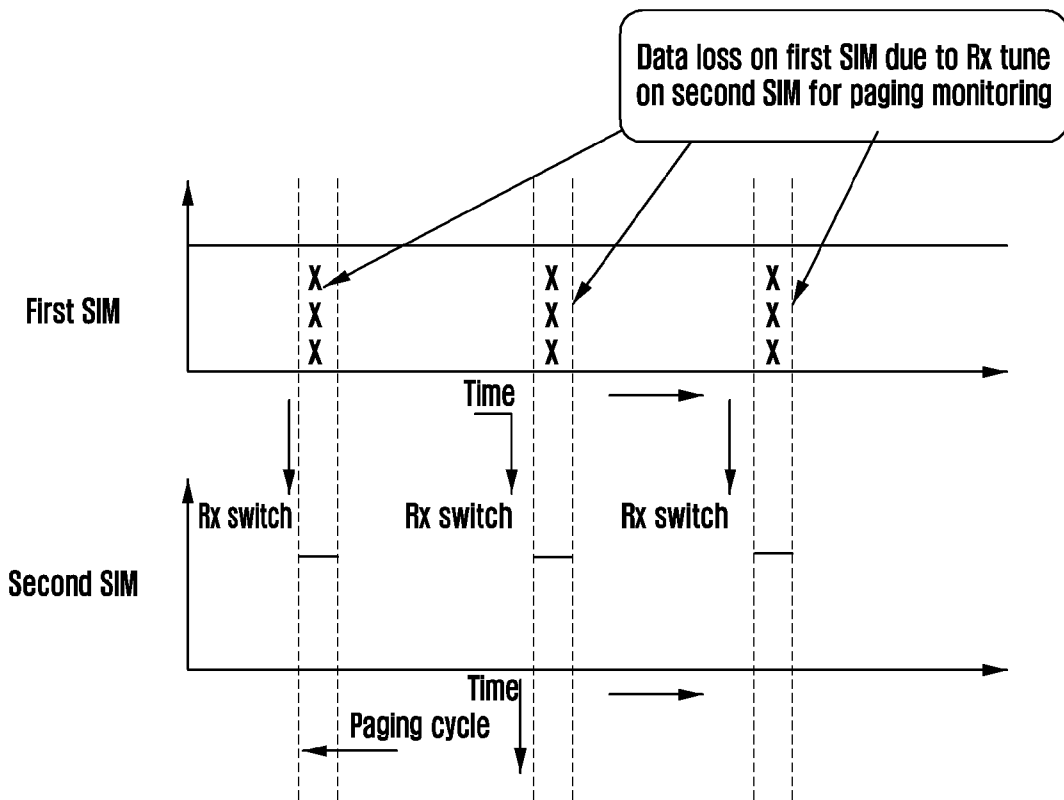 Data loss on first SIM due to Rx tune
on second SIM for paging monitoring
X X X
First SIM
X X X
X X X
Time
Rx switch Rx switch Rx switch
Second SIM
Time
Paging cycle